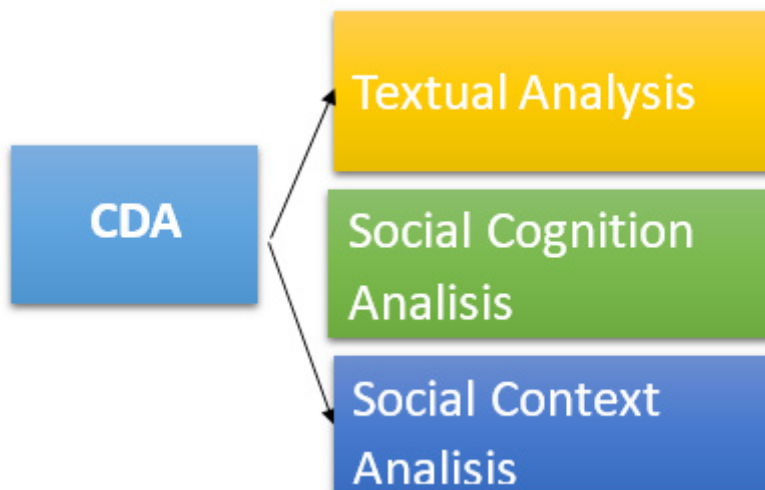 CDA
Textual Analysis
Social Cognition
Analisis
Social Context
Analisis